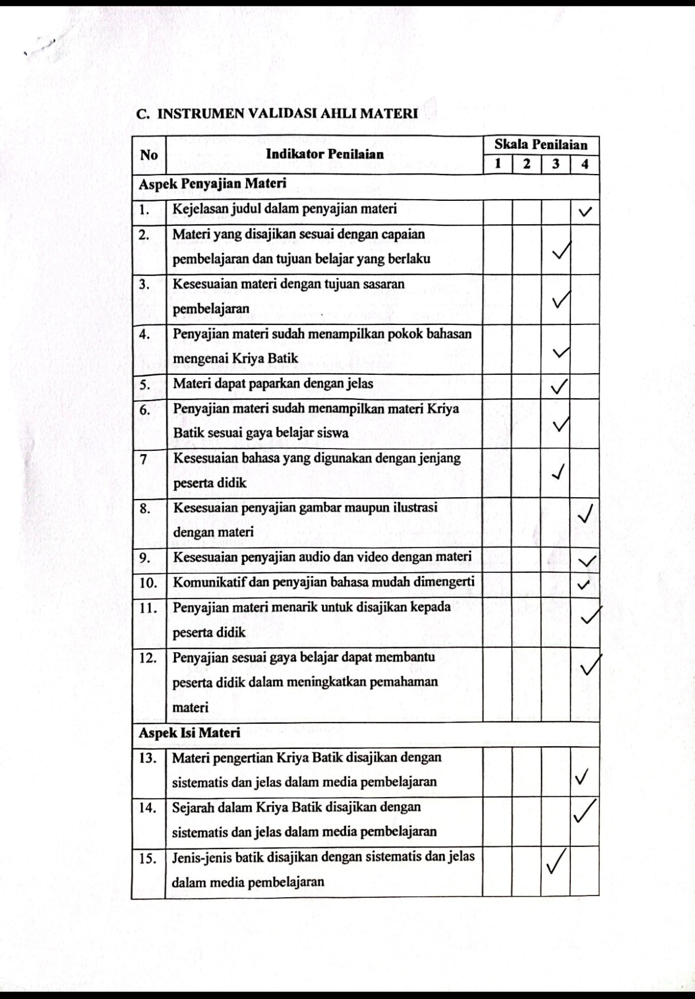 C. INSTRUMEN VALIDASI AHLI MATERI
No Indikator Penilaian Skala Penilaian
1 2 3 4
Aspek Penyajian Materi
1. Kejelasan judul dalam penyajian materi ✓
2. Materi yang disajikan sesuai dengan capaian
pembelajaran dan tujuan belajar yang berlaku ✓
3. Kesesuaian materi dengan tujuan sasaran
pembelajaran ✓
4. Penyajian materi sudah menampilkan pokok bahasan
mengenai Kriya Batik ✓
5. Materi dapat paparkan dengan jelas ✓
6. Penyajian materi sudah menampilkan materi Kriya
Batik sesuai gaya belajar siswa ✓
7 Kesesuaian bahasa yang digunakan dengan jenjang
peserta didik ✓
8. Kesesuaian penyajian gambar maupun ilustrasi
dengan materi ✓
9. Kesesuaian penyajian audio dan video dengan materi ✓
10. Komunikatif dan penyajian bahasa mudah dimengerti ✓
11. Penyajian materi menarik untuk disajikan kepada
peserta didik ✓
12. Penyajian sesuai gaya belajar dapat membantu
peserta didik dalam meningkatkan pemahaman
materi ✓
Aspek Isi Materi
13. Materi pengertian Kriya Batik disajikan dengan
sistematis dan jelas dalam media pembelajaran ✓
14. Sejarah dalam Kriya Batik disajikan dengan
sistematis dan jelas dalam media pembelajaran ✓
15. Jenis-jenis batik disajikan dengan sistematis dan jelas
dalam media pembelajaran ✓